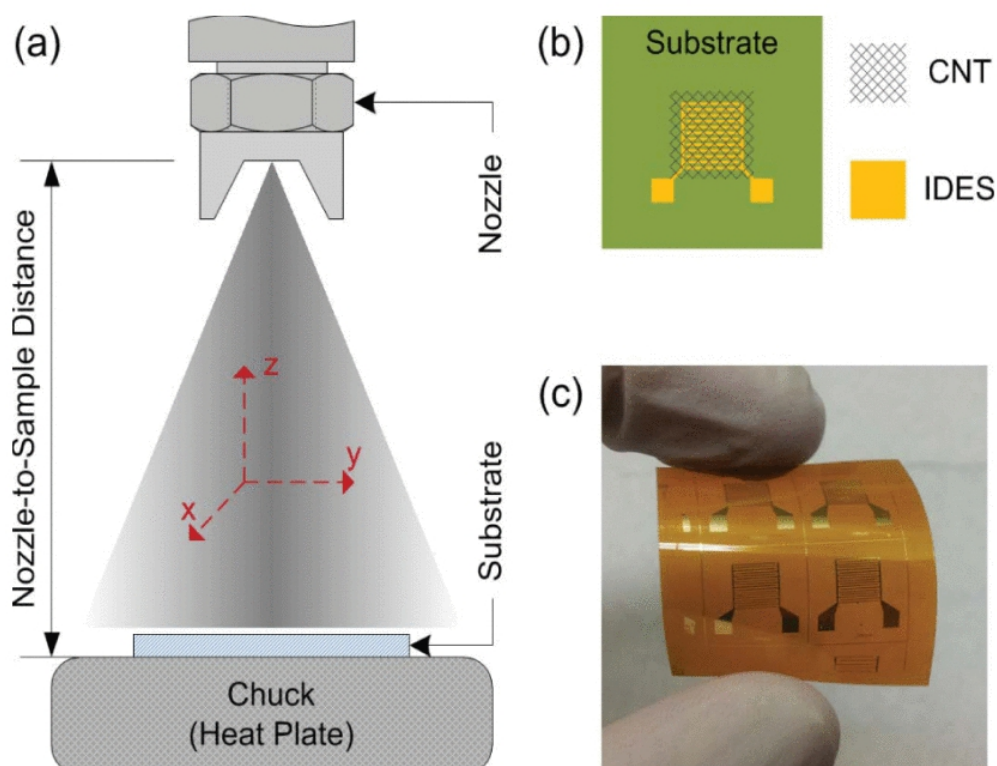 (a)
Nozzle
Nozzle-to-Sample Distance
z
y
x
Substrate
Chuck
(Heat Plate)
(b)
Substrate
CNT
IDES
(c)